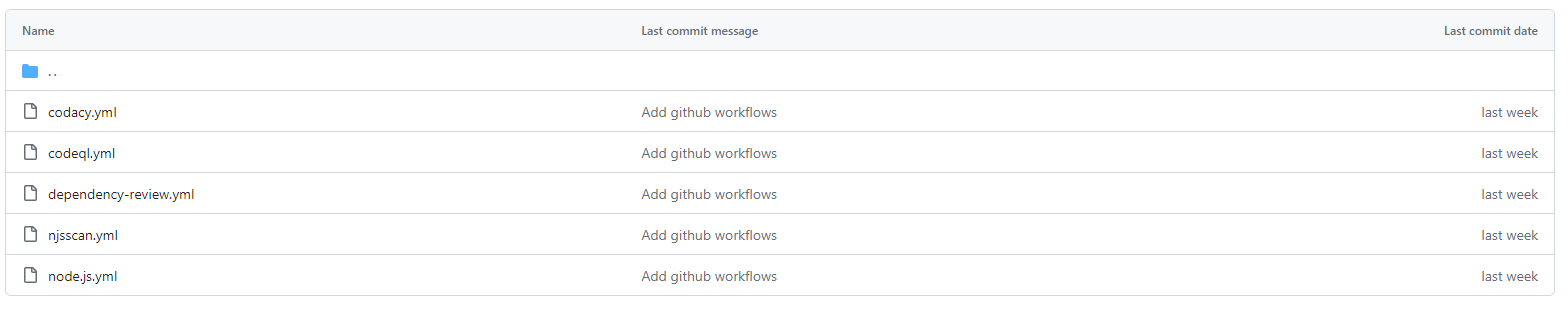 Name Last commit message Last commit date
..
codacy.yml Add github workflows last week
codeql.yml Add github workflows last week
dependency-review.yml Add github workflows last week
njsscan.yml Add github workflows last week
node.js.yml Add github workflows last week